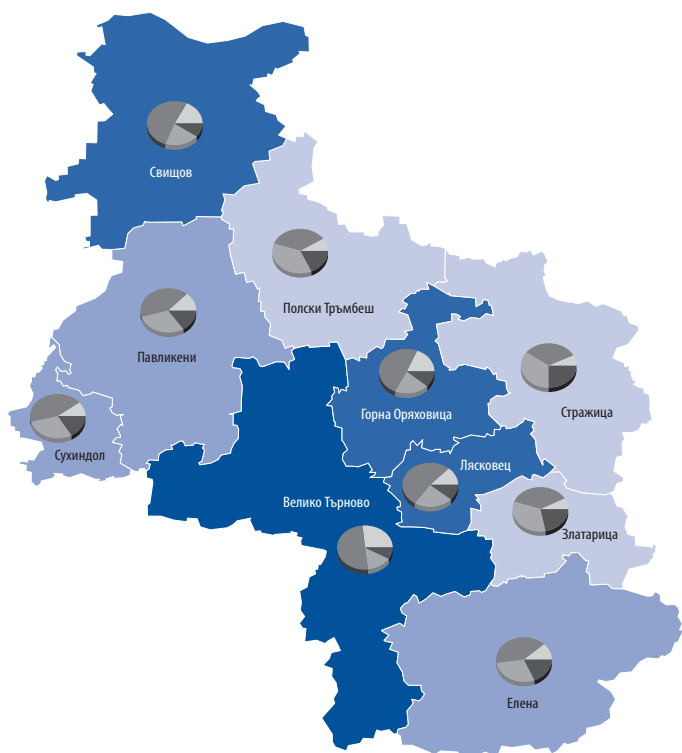 Свищов
Полски Тръмбеш
Павликени
Горна Оряховица
Стражица
Сухиндол
Лясковец
Велико Търново
Златарица
Елена